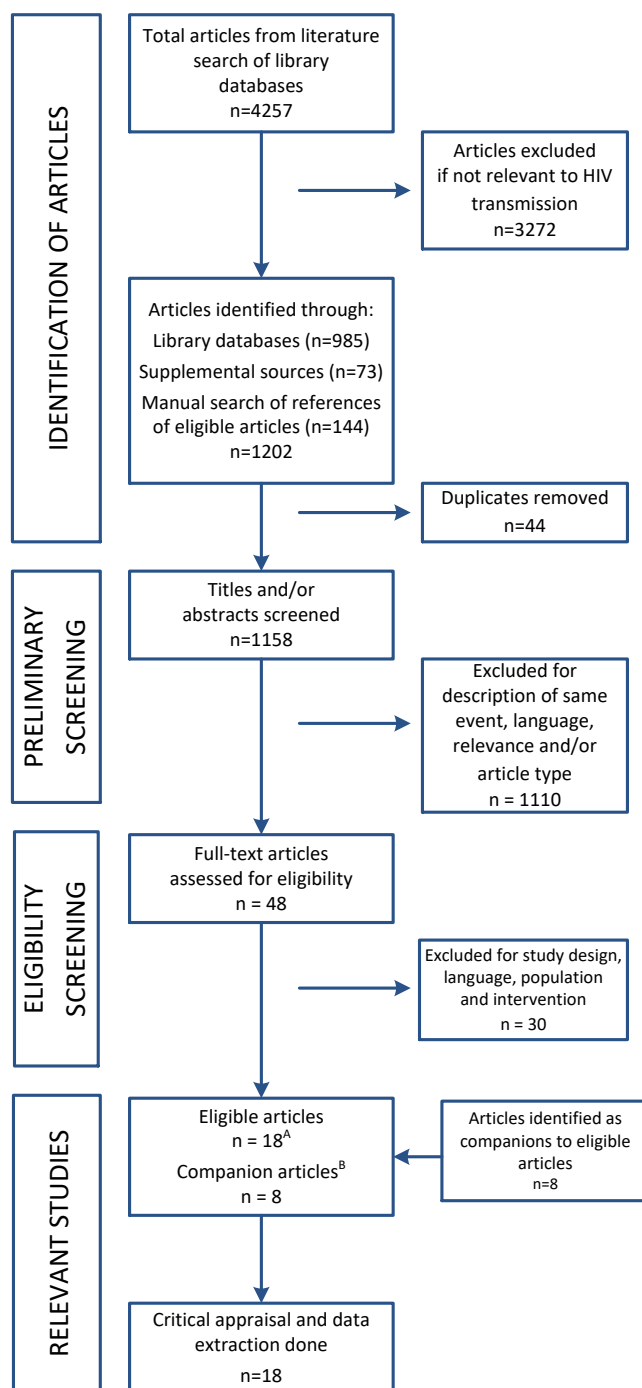 IDENTIFICATION OF ARTICLES
Total articles from literature
search of library
databases
n=4257
Articles excluded
if not relevant to HIV
transmission
n=3272
Articles identified through:
Library databases (n=985)
Supplemental sources (n=73)
Manual search of references
of eligible articles (n=144)
n=1202
Duplicates removed
n=44
PRELIMINARY
SCREENING
Titles and/or
abstracts screened
n=1158
Excluded for
description of same
event, language,
relevance and/or
article type
n = 1110
ELIGIBILITY
SCREENING
Full-text articles
assessed for eligibility
n = 48
Excluded for study design,
language, population
and intervention
n = 30
RELEVANT STUDIES
Eligible articles
n = 18A
Companion articlesB
n = 8
Articles identified as
companions to eligible
articles
n=8
Critical appraisal and data
extraction done
n=18